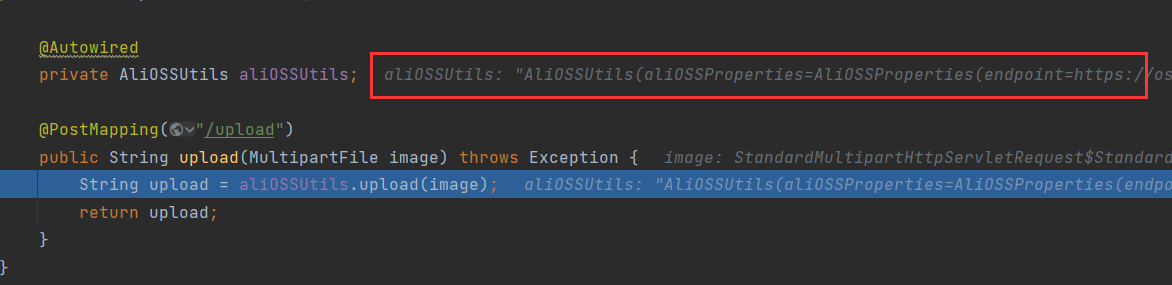 @Autowired
private AliOSSUtils aliOSSUtils; aliOSSUtils: "AliOSSUtils(aliOSSProperties=AliOSSProperties(endpoint=https://os
@PostMapping("/upload")
public String upload(MultipartFile image) throws Exception { image: StandardMultipartHttpServletRequest$Standard
String upload = aliOSSUtils.upload(image); aliOSSUtils: "AliOSSUtils(aliOSSProperties=AliOSSProperties(endpo
return upload;
}
}